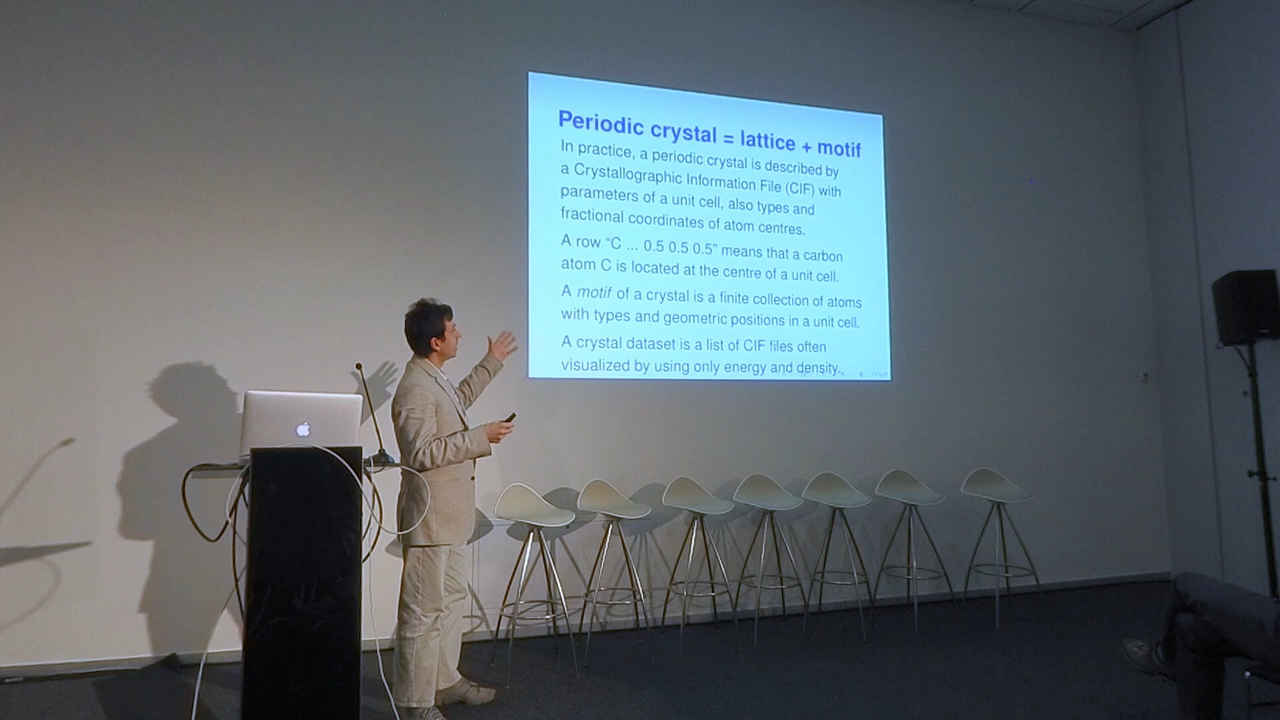 Periodic crystal = lattice + motif
In practice, a periodic crystal is described by
a Crystallographic Information File (CIF) with
parameters of a unit cell, also types and
fractional coordinates of atom centres.
A row “C ... 0.5 0.5 0.5” means that a carbon
atom C is located at the centre of a unit cell.
A motif of a crystal is a finite collection of atoms
with types and geometric positions in a unit cell.
A crystal dataset is a list of CIF files often
visualized by using only energy and density.